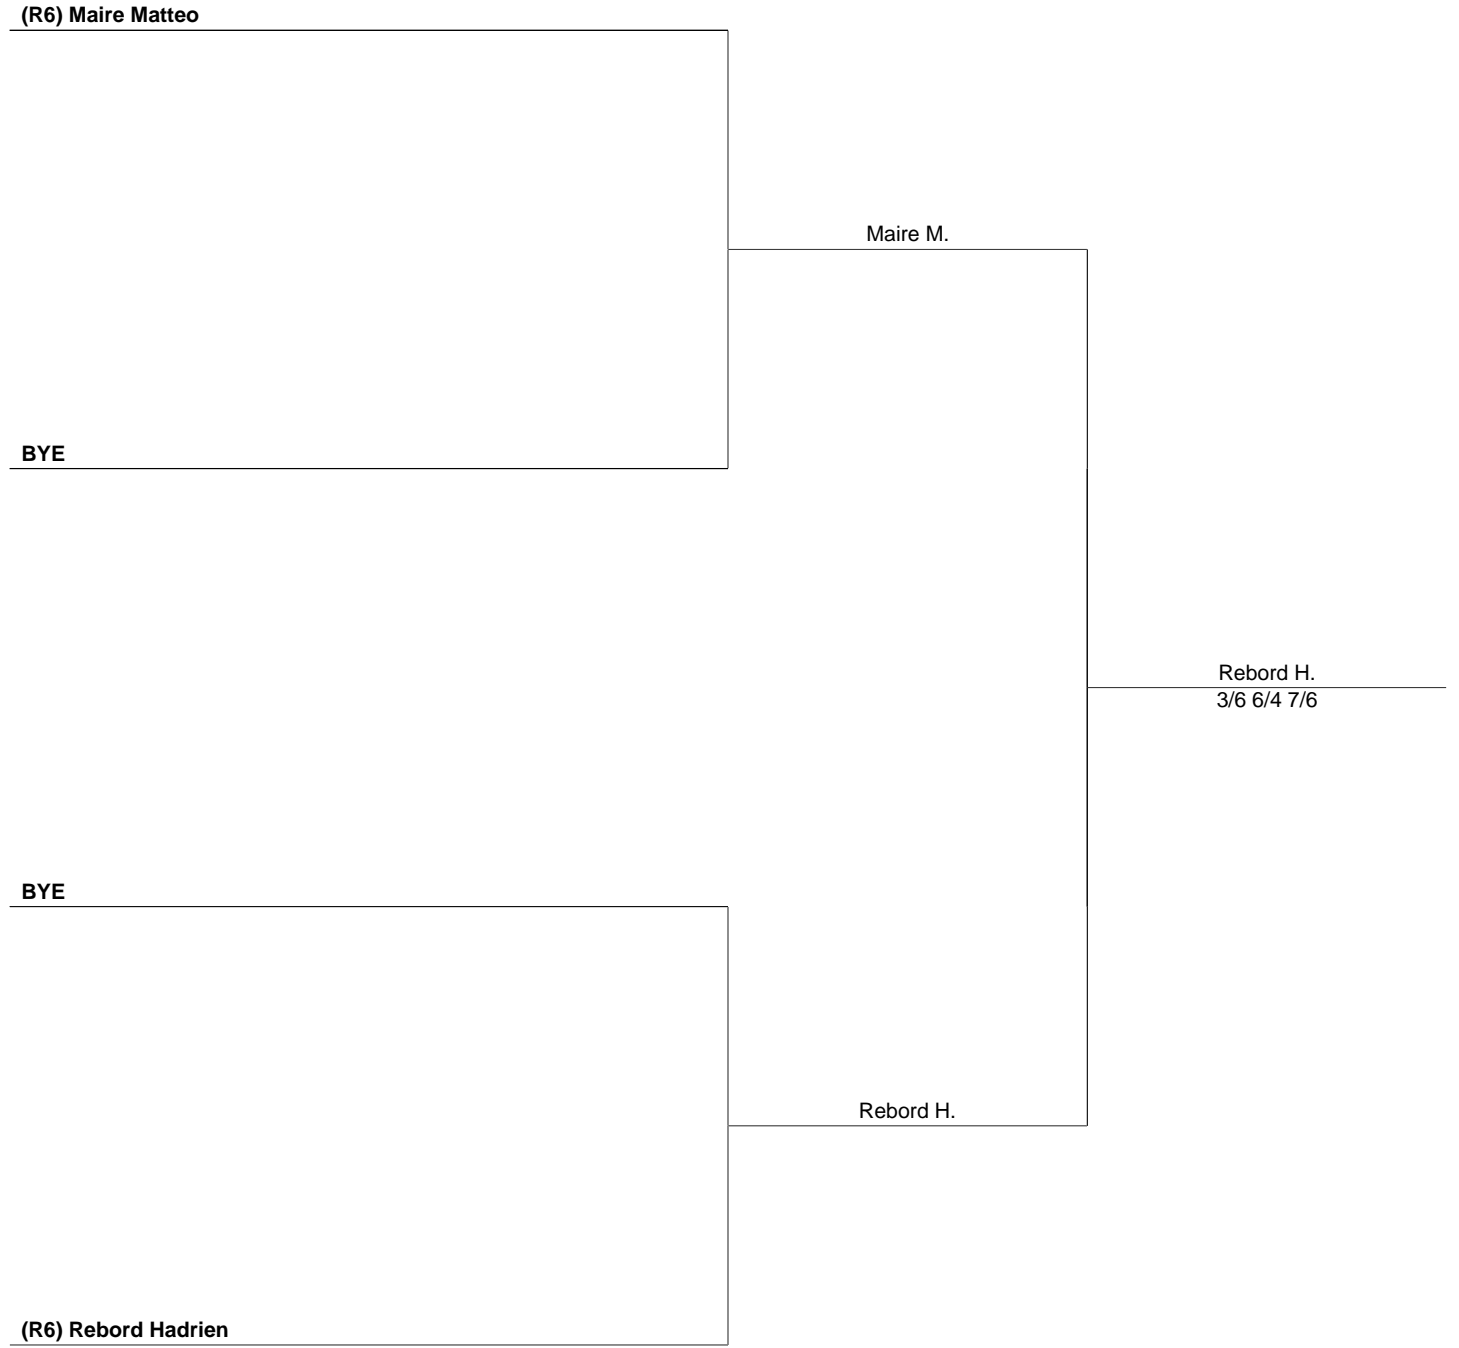 (R6) Maire Matteo
Maire M.
BYE
Rebord H.
3/6 6/4 7/6
BYE
Rebord H.
(R6) Rebord Hadrien